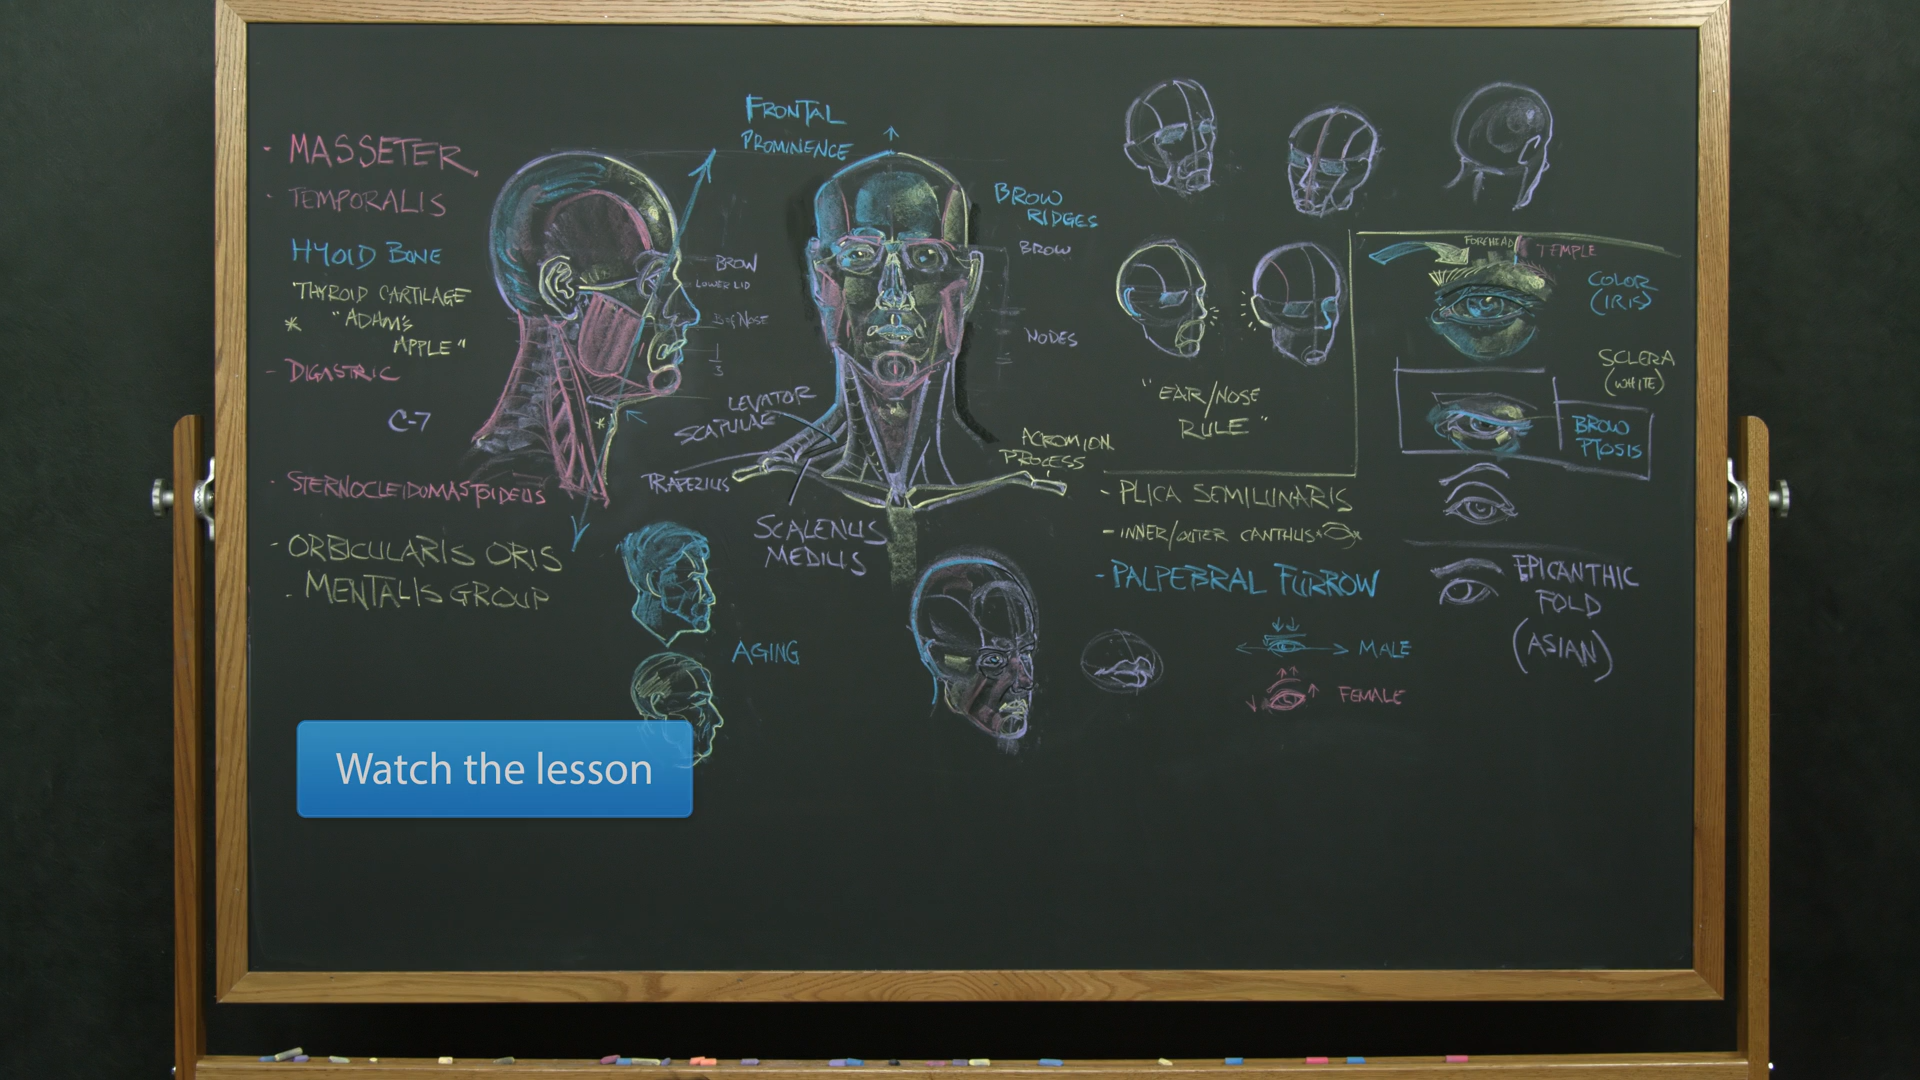 - MASSETER
- TEMPORALIS
HYOID BONE
THYROID CARTILAGE
* "ADAM'S
APPLE"
- DIGASTRIC
C-7
- STERNOCLEIDOMASTOIDEUS
- ORBICULARIS ORIS
- MENTALIS GROUP
FRONTAL
PROMINENCE
BROW
LOWER LID
1/3
*
BROW
RIDGES
BROW
NODES
LEVATOR
SCAPULAE
TRAPEZIUS
SCALENUS
MEDIUS
ACROMION
PROCESS
AGING
"EAR/NOSE
RULE"
- PLICA SEMILUNARIS
- INNER/OUTER CANTHUS
- PALPEBRAL FURROW
MALE
FEMALE
FOREHEAD
TEMPLE
COLOR
(IRIS)
SCLERA
(WHITE)
BROW
PTOSIS
EPICANTHIC
FOLD
(ASIAN)
Watch the lesson